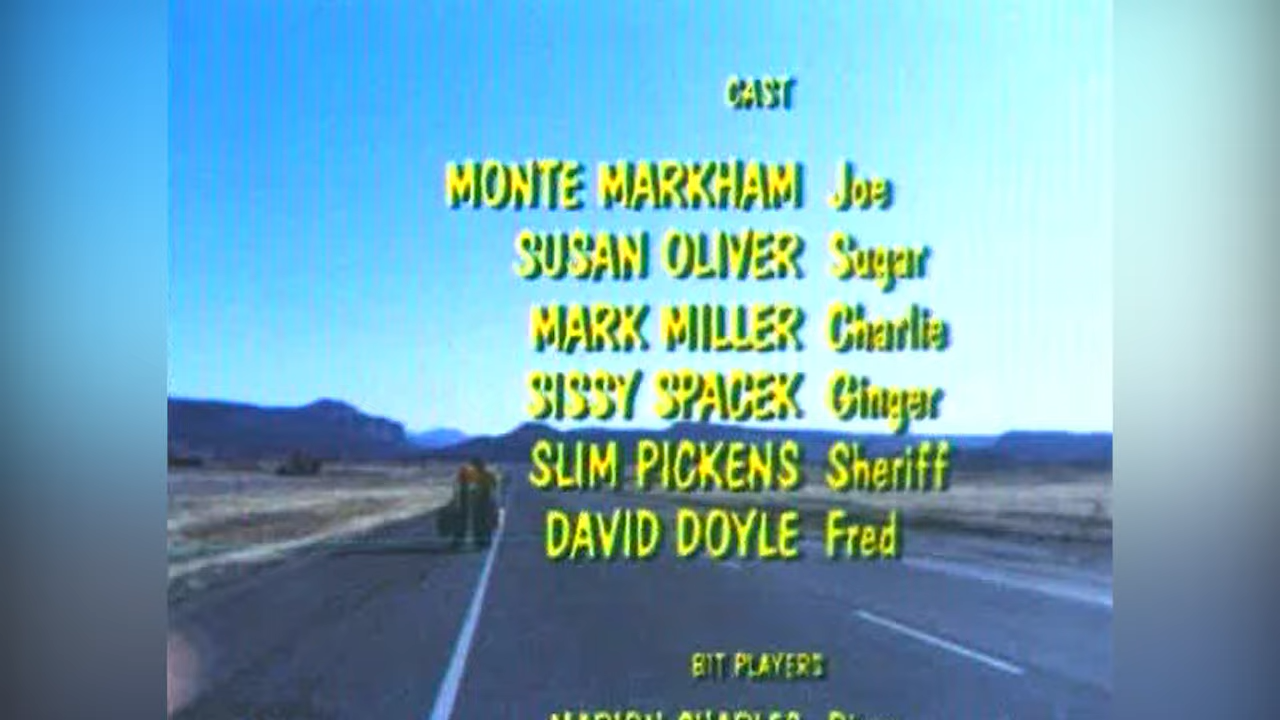 CAST
MONTE MARKHAM Joe
SUSAN OLIVER Sugar
MARK MILLER Charlie
SISSY SPACEK Ginger
SLIM PICKENS Sheriff
DAVID DOYLE Fred
BIT PLAYERS